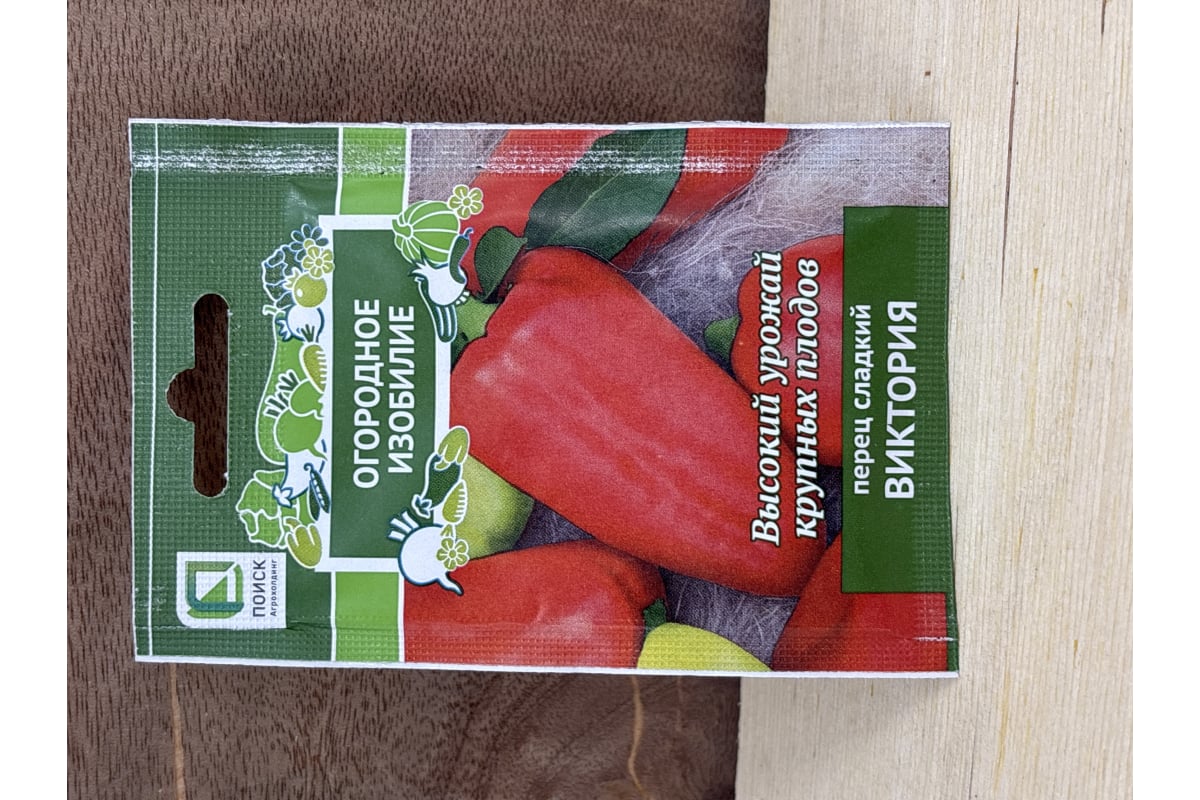 ПОИСК
Агрохолдинг
ОГОРОДНОЕ
ИЗОБИЛИЕ
Высокий урожай
крупных плодов
перец сладкий
ВИКТОРИЯ